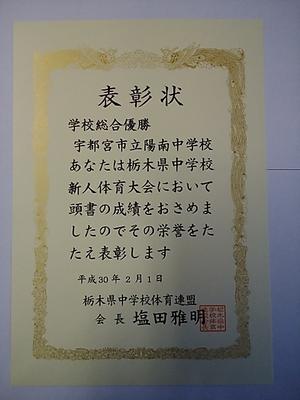 表彰状
学校総合優勝
宇都宮市立陽南中学校
あなたは栃木県中学校
新人体育大会において
頭書の成績をおさめま
したのでその栄誉をた
たえ表彰します
平成30年2月1日
栃木県中学校体育連盟
会長 塩田雅明